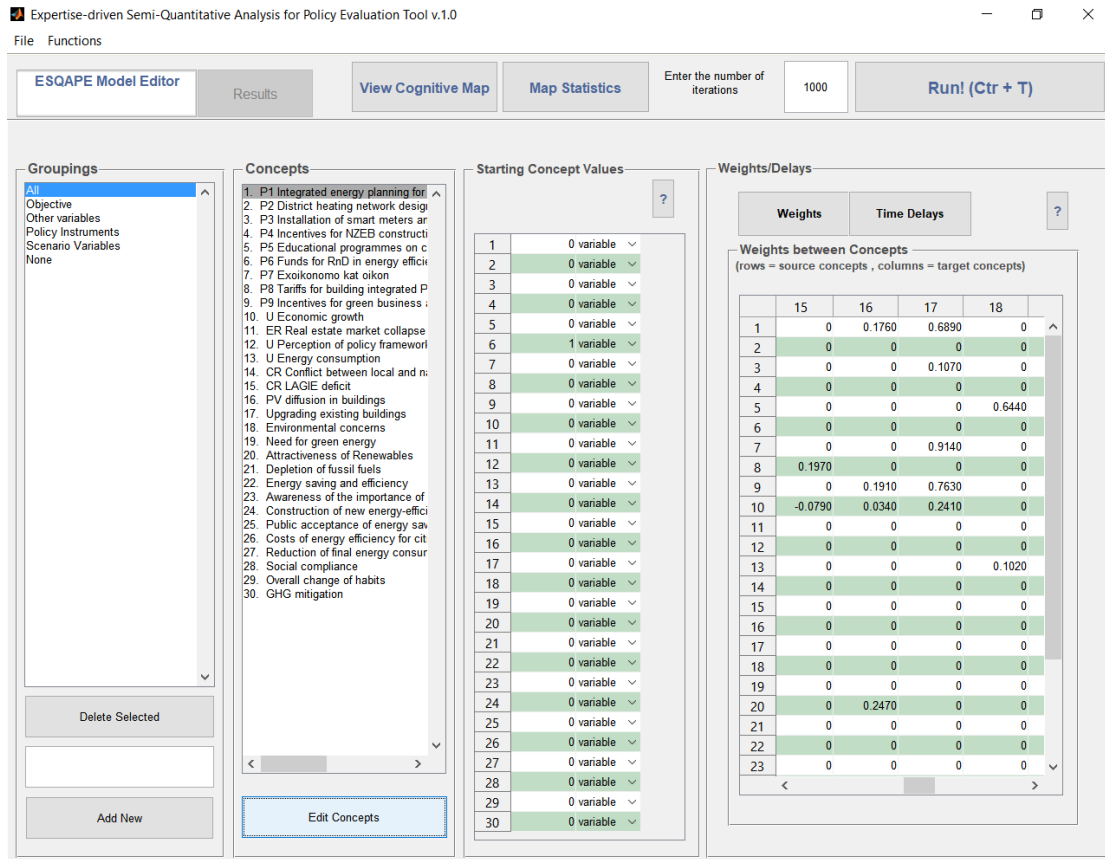 Expertise-driven Semi-Quantitative Analysis for Policy Evaluation Tool v.1.0
File Functions
ESQAPE Model Editor
Results
View Cognitive Map
Map Statistics
Enter the number of
iterations
1000
Run! (Ctr + T)
Groupings
All
Objective
Other variables
Policy Instruments
Scenario Variables
None
Delete Selected
Add New
Concepts
1. P1 Integrated energy planning for
2. P2 District heating network design
3. P3 Installation of smart meters an
4. P4 Incentives for NZEB constructi
5. P5 Educational programmes on c
6. P6 Funds for RnD in energy efficie
7. P7 Exoikonomo kat oikon
8. P8 Tariffs for building integrated P
9. P9 Incentives for green business
10. U Economic growth
11. ER Real estate market collapse
12. U Perception of policy framework
13. U Energy consumption
14. CR Conflict between local and na
15. CR LAGIE deficit
16. PV diffusion in buildings
17. Upgrading existing buildings
18. Environmental concerns
19. Need for green energy
20. Attractiveness of Renewables
21. Depletion of fussil fuels
22. Energy saving and efficiency
23. Awareness of the importance of
24. Construction of new energy-effici
25. Public acceptance of energy sav
26. Costs of energy efficiency for cit
27. Reduction of final energy consum
28. Social compliance
29. Overall change of habits
30. GHG mitigation
Edit Concepts
Starting Concept Values
?
1 0 variable
2 0 variable
3 0 variable
4 0 variable
5 0 variable
6 1 variable
7 0 variable
8 0 variable
9 0 variable
10 0 variable
11 0 variable
12 0 variable
13 0 variable
14 0 variable
15 0 variable
16 0 variable
17 0 variable
18 0 variable
19 0 variable
20 0 variable
21 0 variable
22 0 variable
23 0 variable
24 0 variable
25 0 variable
26 0 variable
27 0 variable
28 0 variable
29 0 variable
30 0 variable
Weights/Delays
Weights
Time Delays
?
Weights between Concepts
(rows = source concepts , columns = target concepts)
15 16 17 18
1 0 0.1760 0.6890 0
2 0 0 0 0
3 0 0 0.1070 0
4 0 0 0 0
5 0 0 0 0.6440
6 0 0 0 0
7 0 0 0.9140 0
8 0.1970 0 0 0
9 0 0.1910 0.7630 0
10 -0.0790 0.0340 0.2410 0
11 0 0 0 0
12 0 0 0 0
13 0 0 0 0.1020
14 0 0 0 0
15 0 0 0 0
16 0 0 0 0
17 0 0 0 0
18 0 0 0 0
19 0 0 0 0
20 0 0.2470 0 0
21 0 0 0 0
22 0 0 0 0
23 0 0 0 0